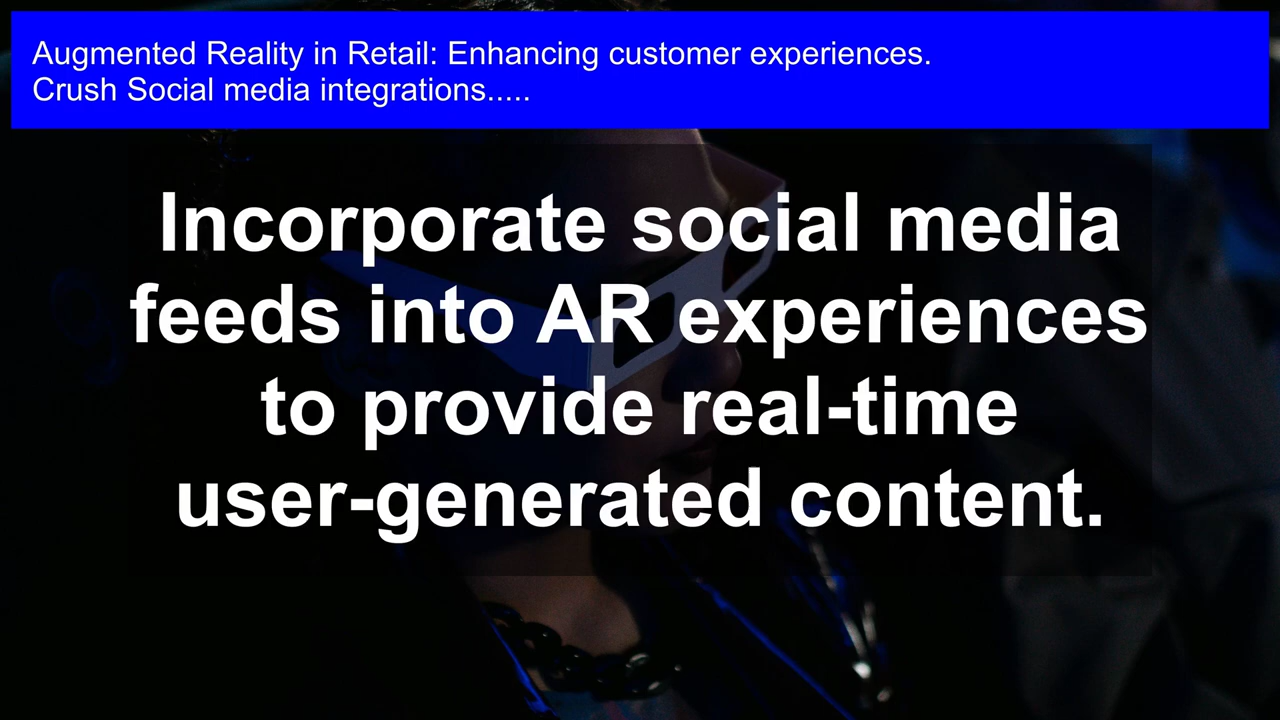 Augmented Reality in Retail: Enhancing customer experiences.
Crush Social media integrations.....
Incorporate social media
feeds into AR experiences
to provide real-time
user-generated content.